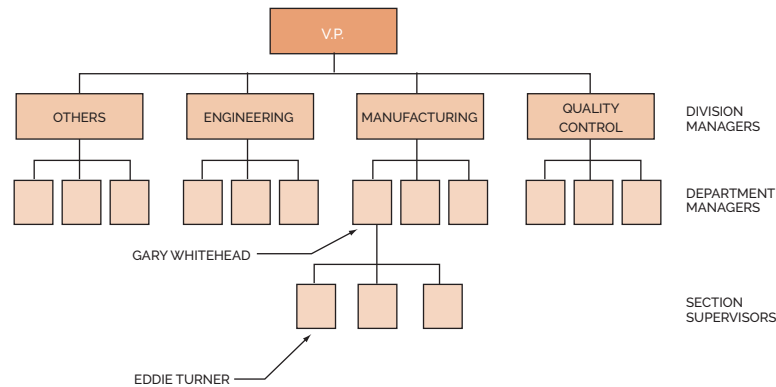 V.P.
OTHERS
ENGINEERING
MANUFACTURING
QUALITY
CONTROL
DIVISION
MANAGERS
DEPARTMENT
MANAGERS
GARY WHITEHEAD
SECTION
SUPERVISORS
EDDIE TURNER